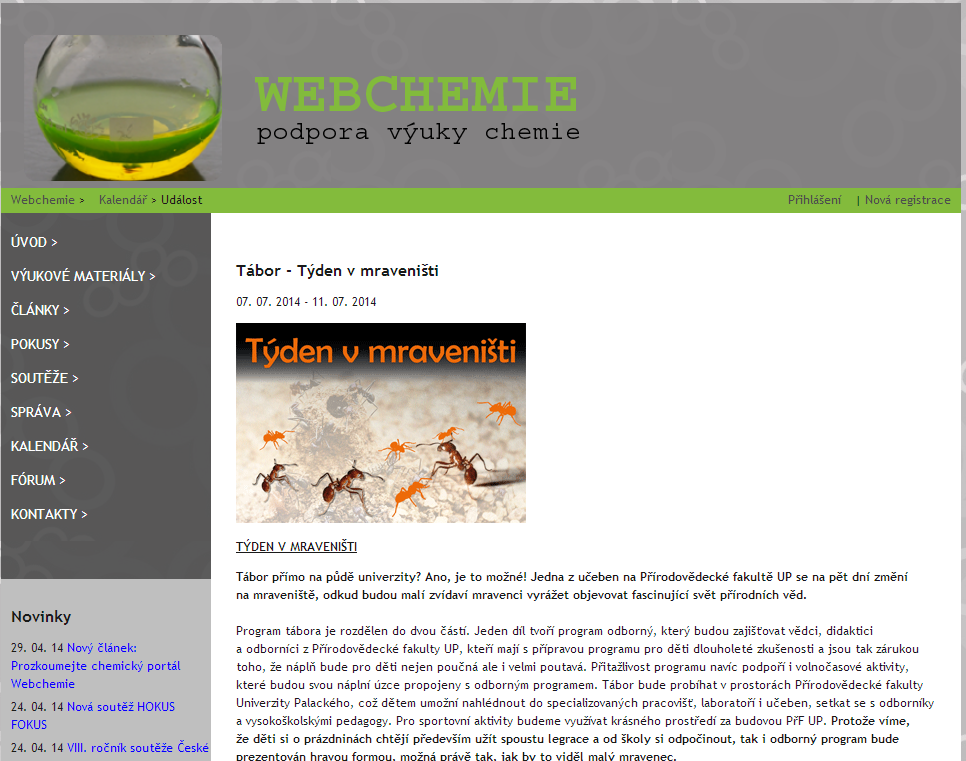 WEBCHEMIE
podpora výuky chemie
Webchemie > Kalendář > Událost
Přihlášení | Nová registrace
ÚVOD >
VÝUKOVÉ MATERIÁLY >
ČLÁNKY >
POKUSY >
SOUTĚŽE >
SPRÁVA >
KALENDÁŘ >
FÓRUM >
KONTAKTY >
Novinky
29. 04. 14 Nový článek:
Prozkoumejte chemický portál
Webchemie
24. 04. 14 Nová soutěž HOKUS
FOKUS
24. 04. 14 VIII. ročník soutěže České
Tábor - Týden v mraveništi
07. 07. 2014 - 11. 07. 2014
Týden v mraveništi
TÝDEN V MRAVENIŠTI
Tábor přímo na půdě univerzity? Ano, je to možné! Jedna z učeben na Přírodovědecké fakultě UP se na pět dní změní
na mraveniště, odkud budou malí zvídaví mravenci vyrážet objevovat fascinující svět přírodních věd.
Program tábora je rozdělen do dvou částí. Jeden díl tvoří program odborný, který budou zajišťovat vědci, didaktici
a odborníci z Přírodovědecké fakulty UP, kteří mají s přípravou programu pro děti dlouholeté zkušenosti a jsou tak zárukou
toho, že náplň bude pro děti nejen poučná ale i velmi poutavá. Přitažlivost programu navíc podpoří i volnočasové aktivity,
které budou svou náplní úzce propojeny s odborným programem. Tábor bude probíhat v prostorách Přírodovědecké fakulty
Univerzity Palackého, což dětem umožní nahlédnout do specializovaných pracovišť, laboratoří i učeben, setkat se s odborníky
a vysokoškolskými pedagogy. Pro sportovní aktivity budeme využívat krásného prostředí za budovou PřF UP. Protože víme,
že děti si o prázdninách chtějí především užít spoustu legrace a od školy si odpočinout, tak i odborný program bude
prezentován hravou formou, možná právě tak, jak by to viděl malý mravenec.